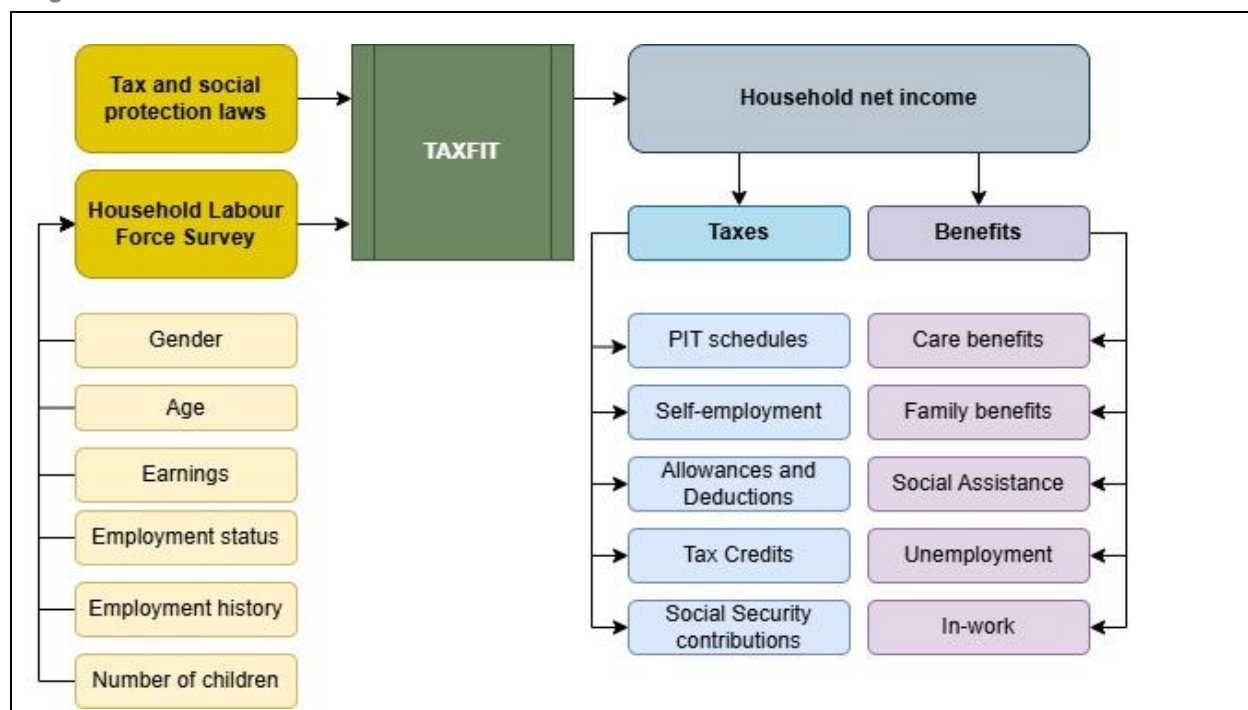 Tax and social
protection laws
TAXFIT
Household net income
Household Labour
Force Survey
Taxes
Benefits
Gender
Age
Earnings
Employment status
Employment history
Number of children
PIT schedules
Self-employment
Allowances and
Deductions
Tax Credits
Social Security
contributions
Care benefits
Family benefits
Social Assistance
Unemployment
In-work